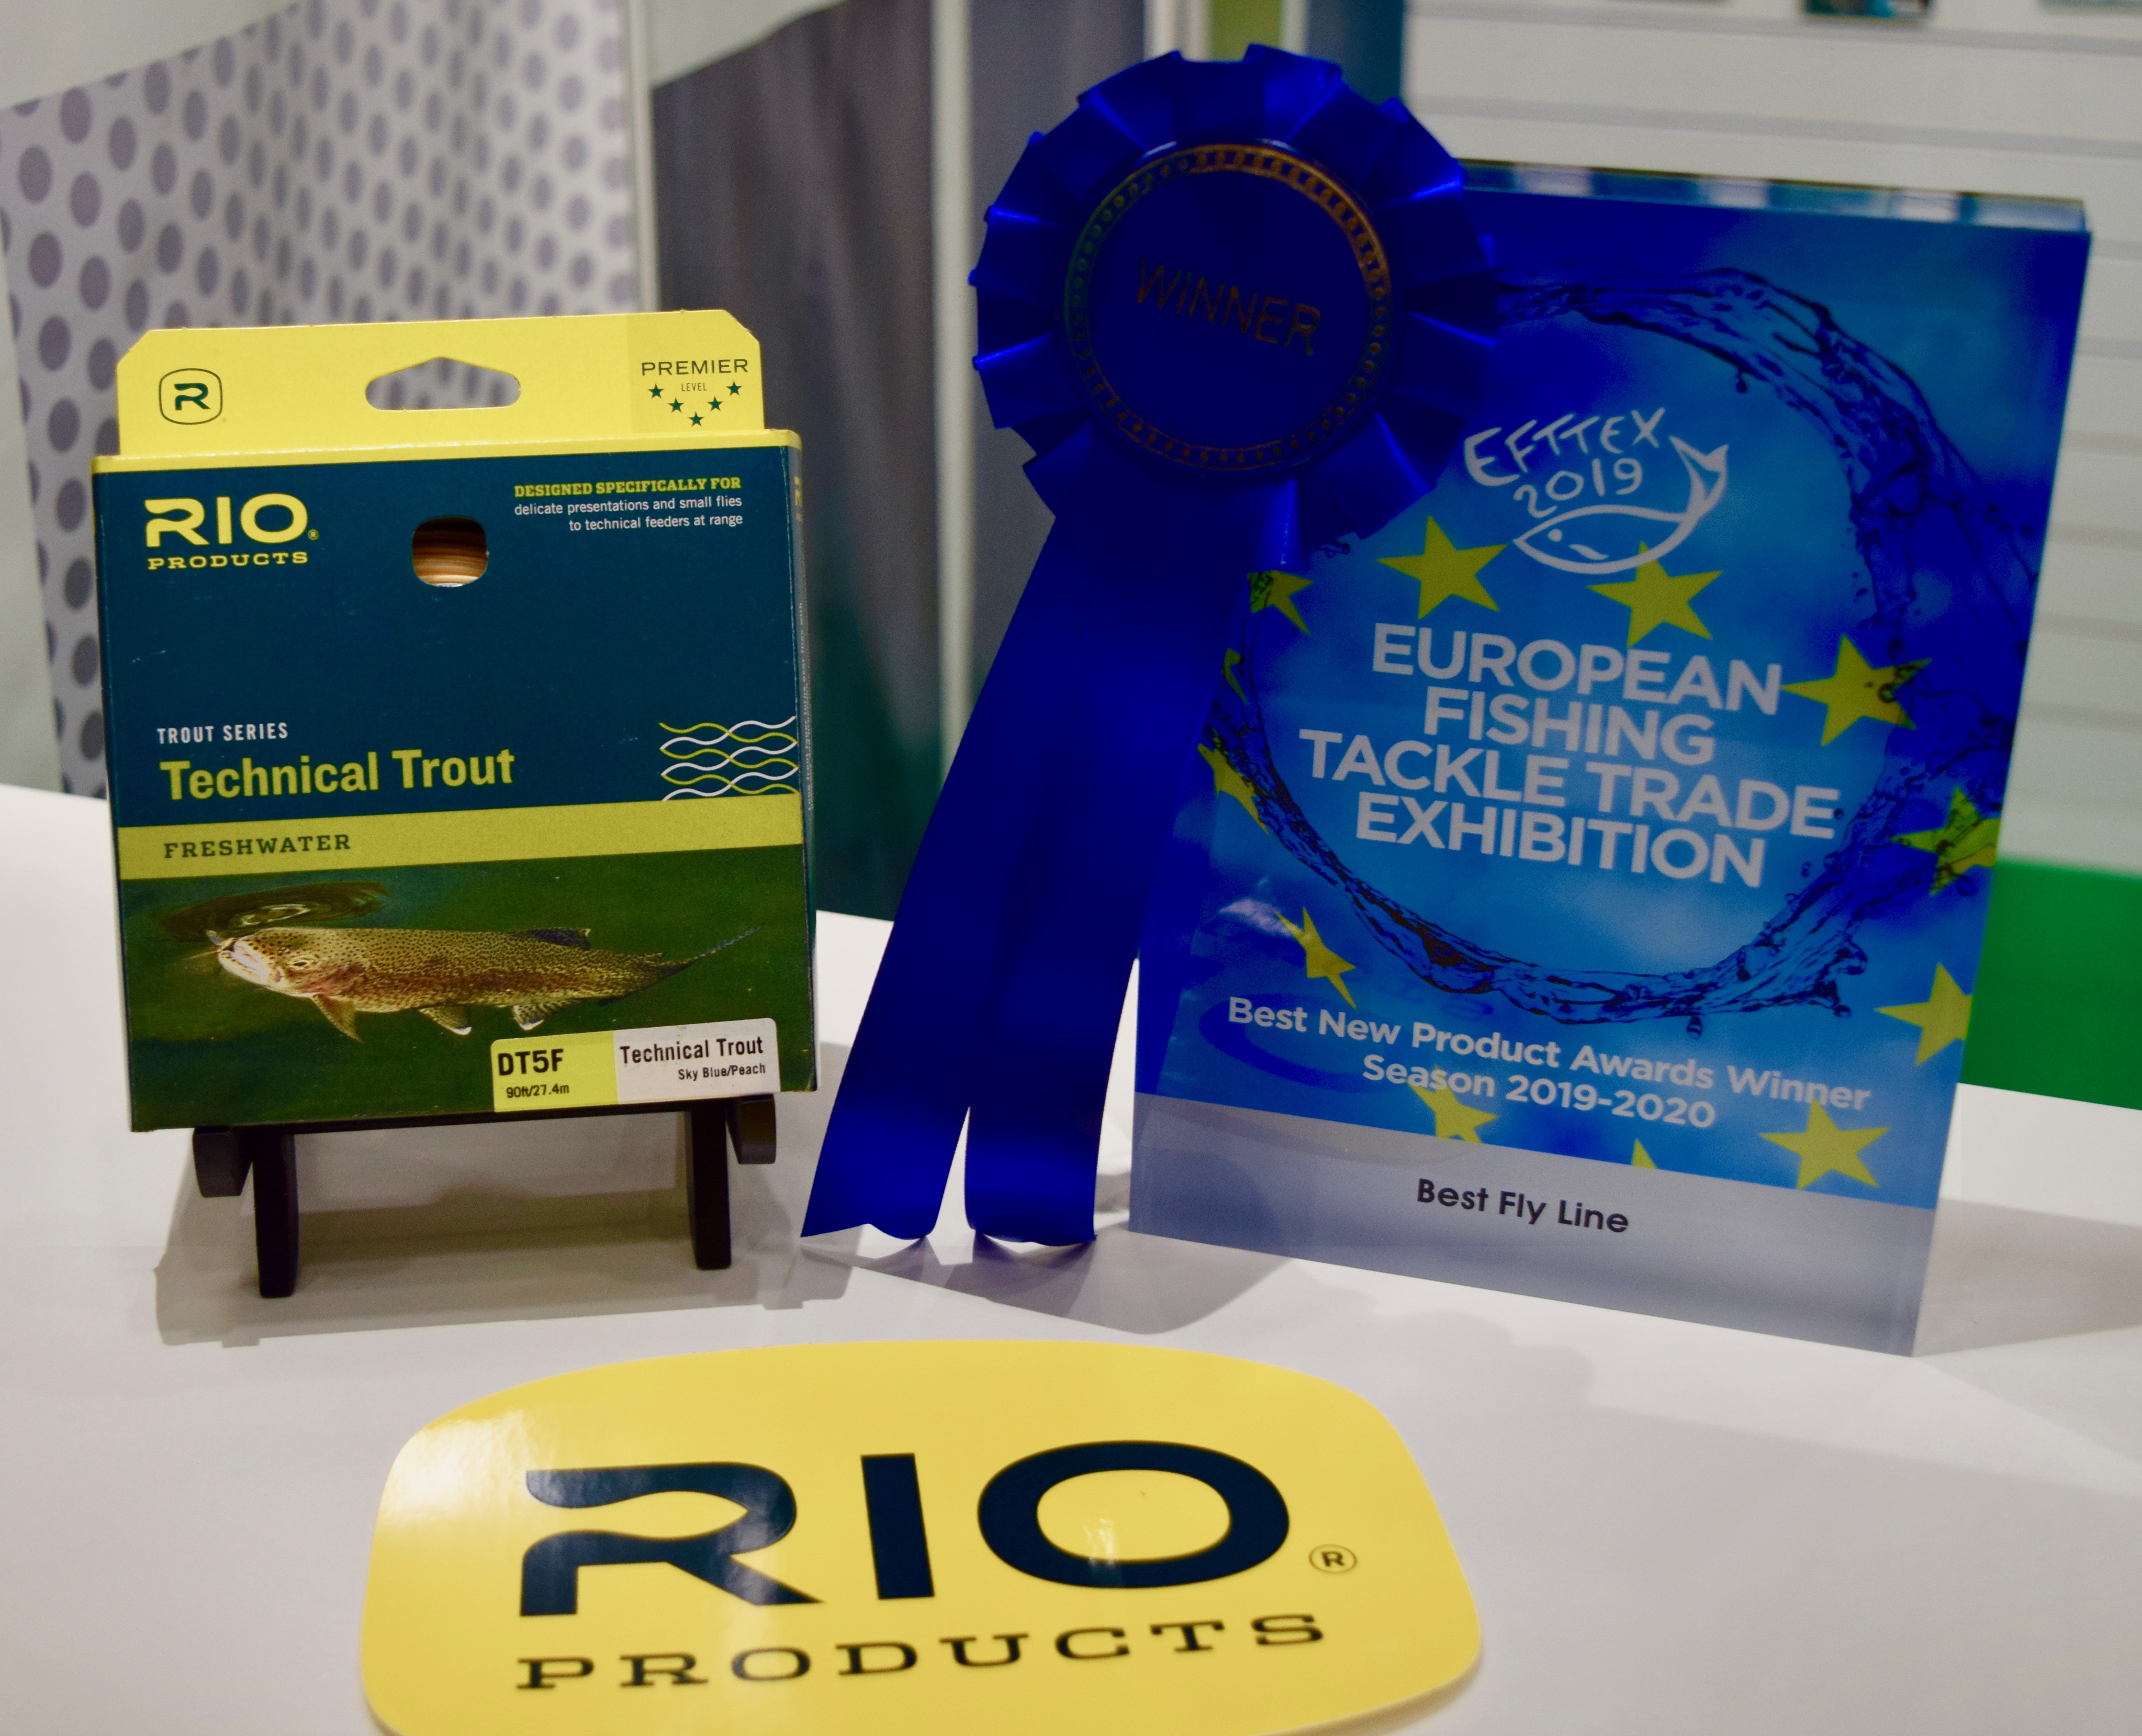 R
PREMIER
LEVEL
RIO®
PRODUCTS
DESIGNED SPECIFICALLY FOR
delicate presentations and small flies
to technical feeders at range
TROUT SERIES
Technical Trout
FRESHWATER
DT5F
90ft/27.4m
Technical Trout
Sky Blue/Peach
WINNER
EFTTEX
2019
EUROPEAN
FISHING
TACKLE TRADE
EXHIBITION
Best New Product Awards Winner
Season 2019-2020
Best Fly Line
RIO®
PRODUCTS